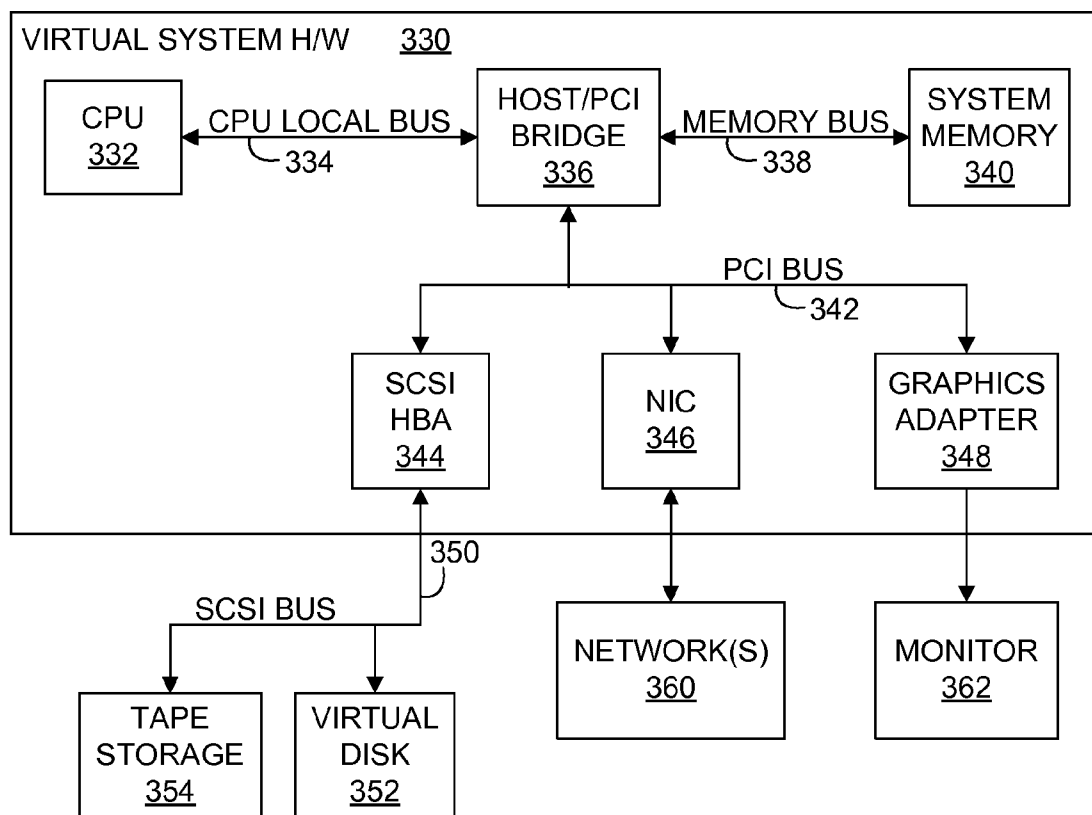 VIRTUAL SYSTEM H/W 330
CPU
332
CPU LOCAL BUS
334
HOST/PCI
BRIDGE
336
MEMORY BUS
338
SYSTEM
MEMORY
340
PCI BUS
342
SCSI
HBA
344
NIC
346
GRAPHICS
ADAPTER
348
350
SCSI BUS
TAPE
STORAGE
354
VIRTUAL
DISK
352
NETWORK(S)
360
MONITOR
362